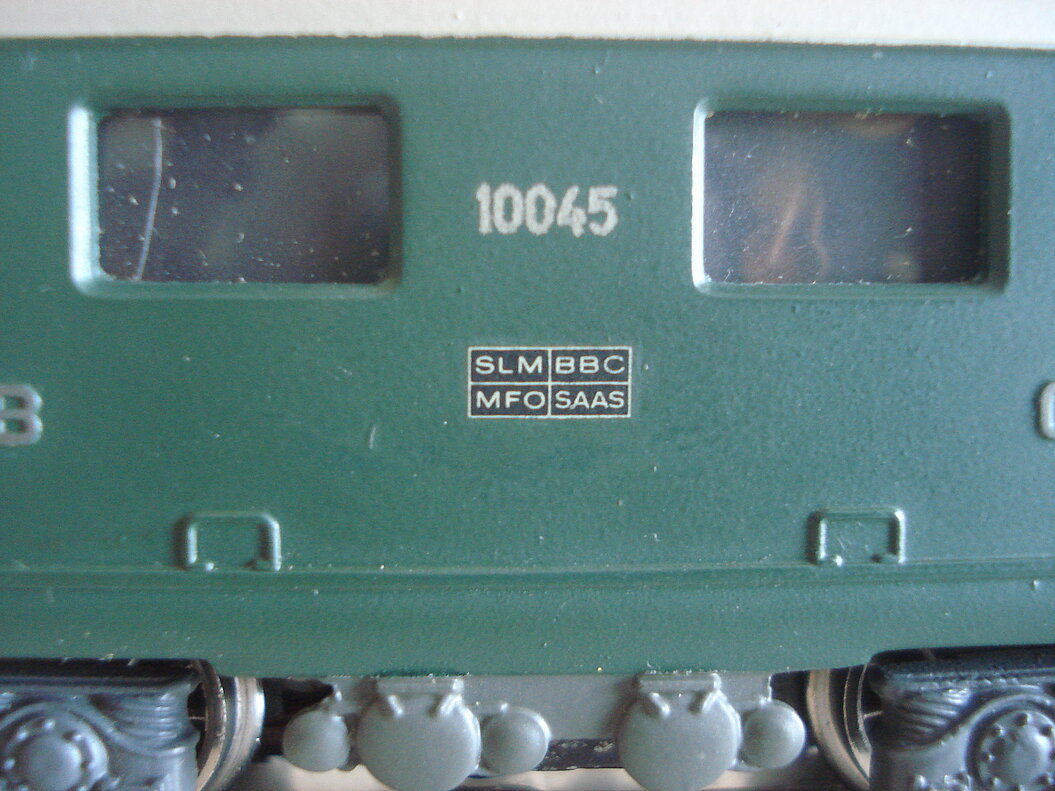 10045
SLM BBC
MFO SAAS
B